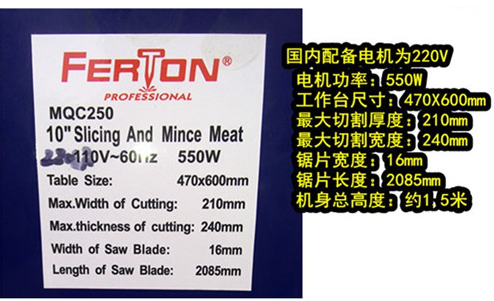 FERTON®
PROFESSIONAL
MQC250
10" Slicing And Mince Meat
110V~60Hz 550W
Table Size: 470x600mm
Max.Width of Cutting: 210mm
Max.thickness of cutting: 240mm
Width of Saw Blade: 16mm
Length of Saw Blade: 2085mm
国内配备电机为220V
电机功率：550W
工作台尺寸：470X600mm
最大切割厚度：210mm
最大切割宽度：240mm
锯片宽度：16mm
锯片长度：2085mm
机身总高度：约1.5米